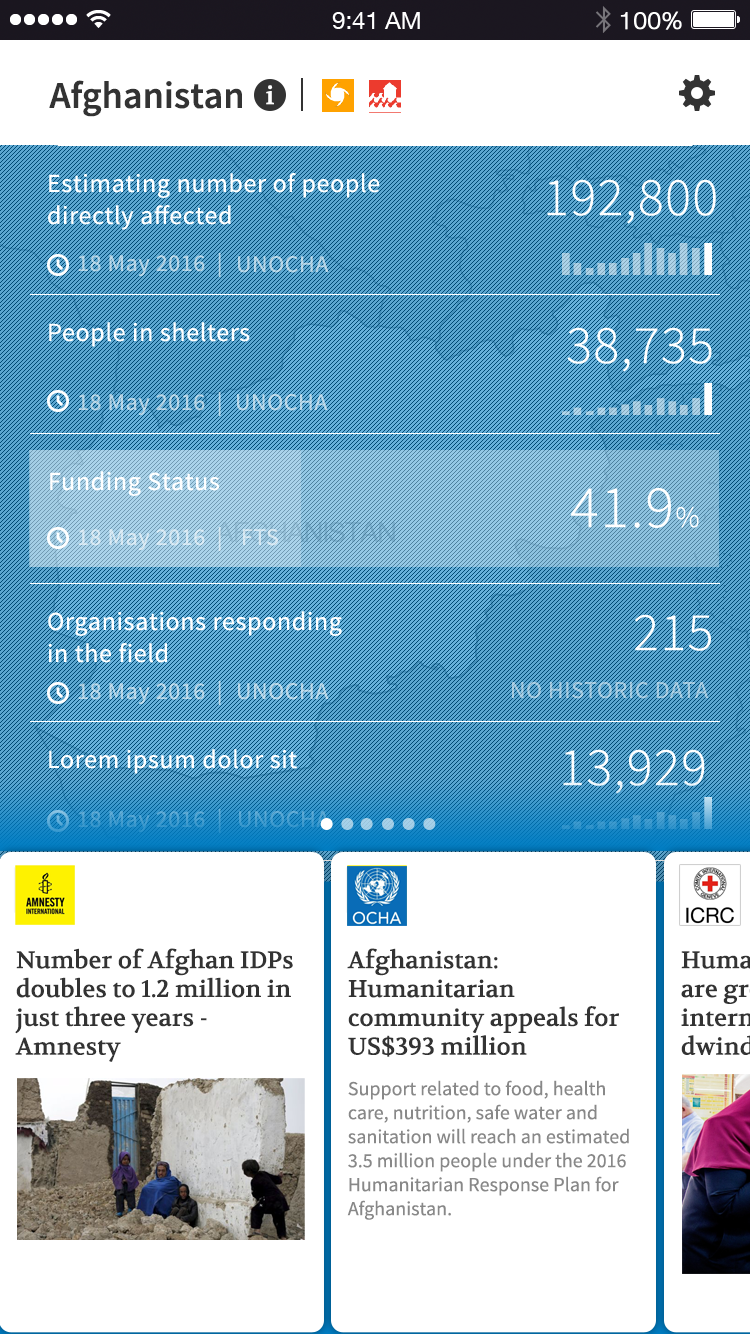 9:41 AM 100%
Afghanistan
Estimating number of people
directly affected
192,800
18 May 2016 | UNOCHA
People in shelters
38,735
18 May 2016 | UNOCHA
Funding Status
41.9%
AFGHANISTAN
18 May 2016 | FTS
Organisations responding
in the field
215
18 May 2016 | UNOCHA
NO HISTORIC DATA
Lorem ipsum dolor sit
13,929
18 May 2016 | UNOCHA
AMNESTY
INTERNATIONAL
Number of Afghan IDPs
doubles to 1.2 million in
just three years -
Amnesty
OCHA
Afghanistan:
Humanitarian
community appeals for
US$393 million
Support related to food, health
care, nutrition, safe water and
sanitation will reach an estimated
3.5 million people under the 2016
Humanitarian Response Plan for
Afghanistan.
COMITE INTERNATIONAL
GENEVE
ICRC
Huma
are gr
intern
dwind